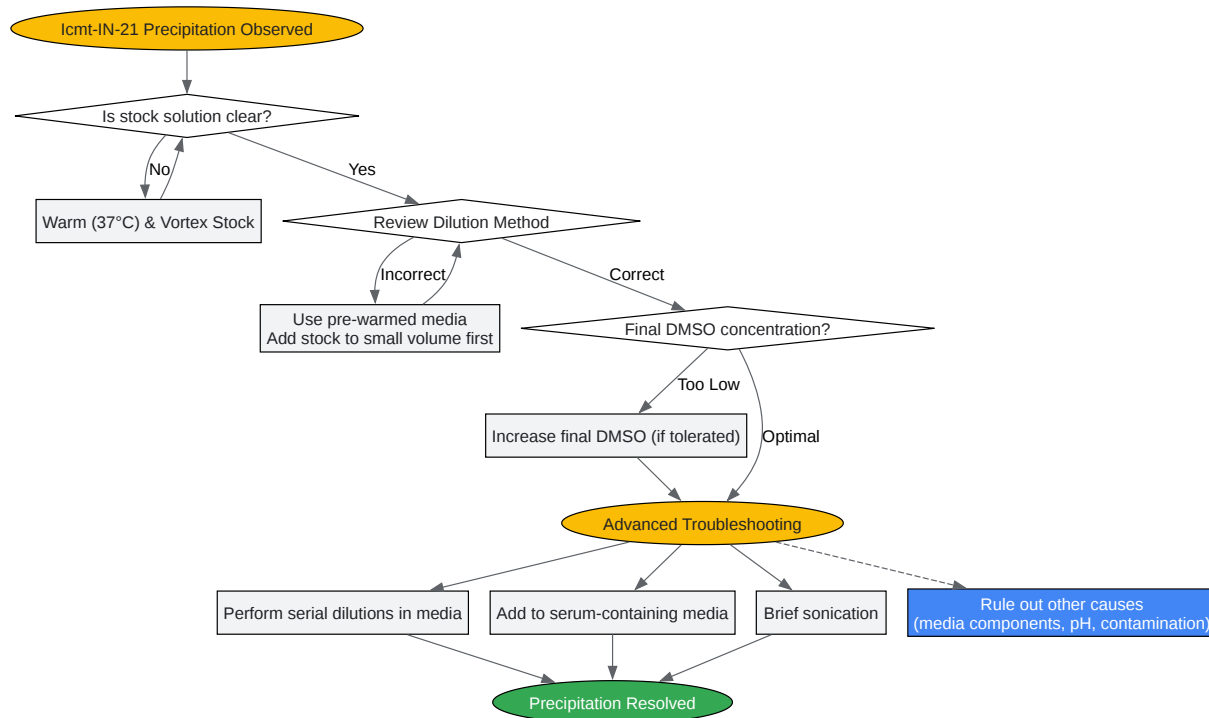 Icmt-IN-21 Precipitation Observed
Is stock solution clear?
No
Yes
Warm (37°C) & Vortex Stock
Review Dilution Method
Incorrect
Correct
Use pre-warmed media
Add stock to small volume first
Final DMSO concentration?
Too Low
Increase final DMSO (if tolerated)
Optimal
Advanced Troubleshooting
Perform serial dilutions in media
Add to serum-containing media
Brief sonication
Rule out other causes
(media components, pH, contamination)
Precipitation Resolved